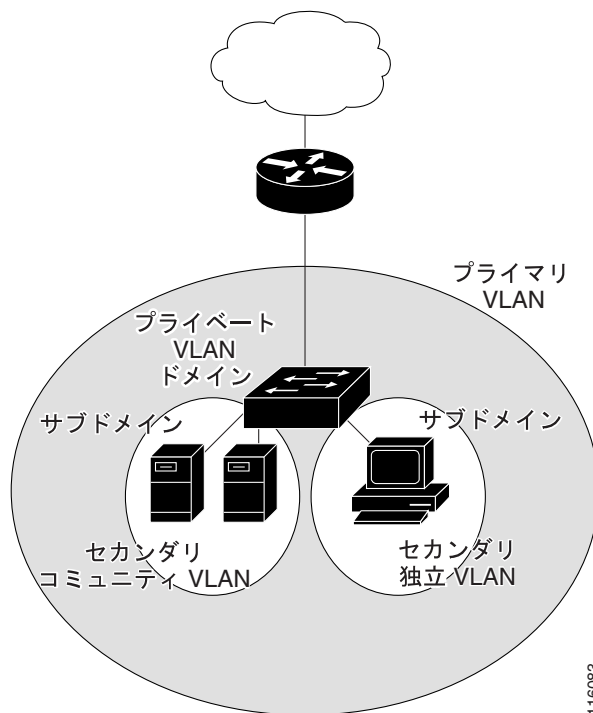 プライマリ
VLAN
プライベート
VLAN
ドメイン
サブドメイン
サブドメイン
セカンダリ
コミュニティ VLAN
セカンダリ
独立 VLAN
116083